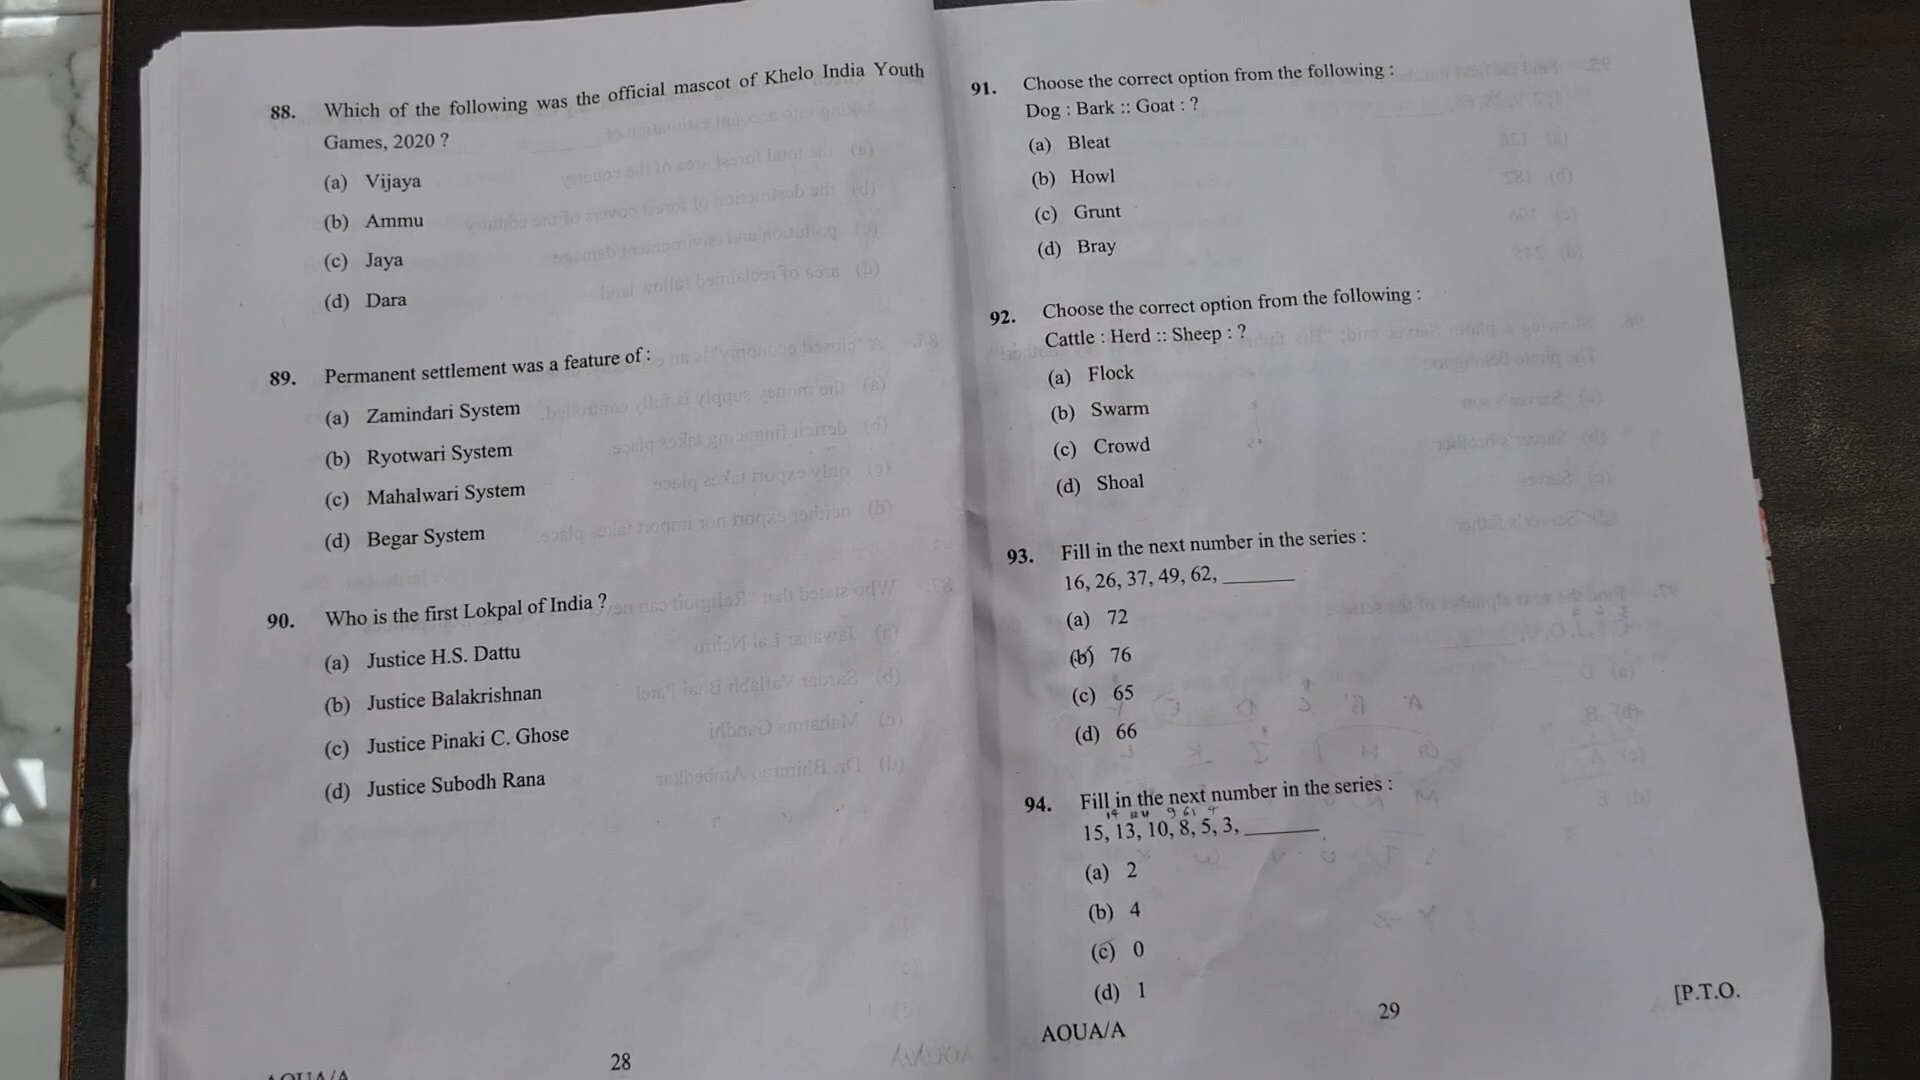 88. Which of the following was the official mascot of Khelo India Youth
Games, 2020 ?
(a) Vijaya
(b) Ammu
(c) Jaya
(d) Dara
89. Permanent settlement was a feature of :
(a) Zamindari System
(b) Ryotwari System
(c) Mahalwari System
(d) Begar System
90. Who is the first Lokpal of India ?
(a) Justice H.S. Dattu
(b) Justice Balakrishnan
(c) Justice Pinaki C. Ghose
(d) Justice Subodh Rana
AQUA/A
28
91. Choose the correct option from the following :
Dog : Bark :: Goat : ?
(a) Bleat
(b) Howl
(c) Grunt
(d) Bray
92. Choose the correct option from the following :
Cattle : Herd :: Sheep : ?
(a) Flock
(b) Swarm
(c) Crowd
(d) Shoal
93. Fill in the next number in the series :
16, 26, 37, 49, 62, ______
(a) 72
(b) 76
(c) 65
(d) 66
94. Fill in the next number in the series :
15, 13, 10, 8, 5, 3, ______
(a) 2
(b) 4
(c) 0
(d) 1
AQUA/A
29
[P.T.O.